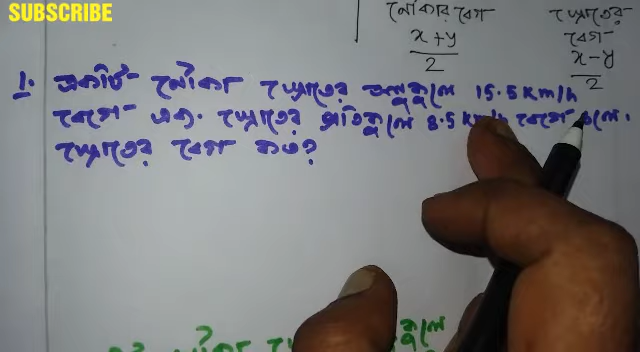 SUBSCRIBE
নৌকার বেগ
x+y
2
স্রোতের
বেগ
x-y
2
1. একটি নৌকা স্রোতের অনুকূলে 15.5 km/h
বেগে এবং স্রোতের প্রতিকূলে 8.5 km/h বেগে চলে.
স্রোতের বেগ কত?
কূলে